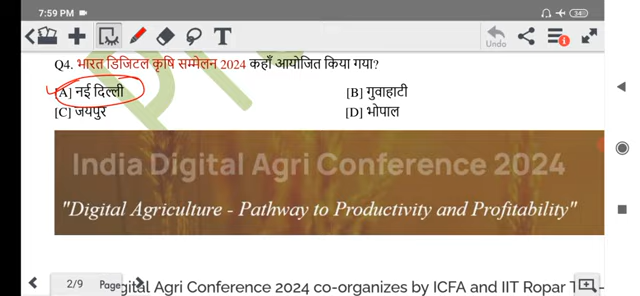 7:59 PM
34
Undo
Q4. भारत डिजिटल कृषि सम्मेलन 2024 कहाँ आयोजित किया गया?
[A] नई दिल्ली
[B] गुवाहाटी
[C] जयपुर
[D] भोपाल
India Digital Agri Conference 2024
"Digital Agriculture - Pathway to Productivity and Profitability"
2/9 Page
gital Agri Conference 2024 co-organizes by ICFA and IIT Ropar